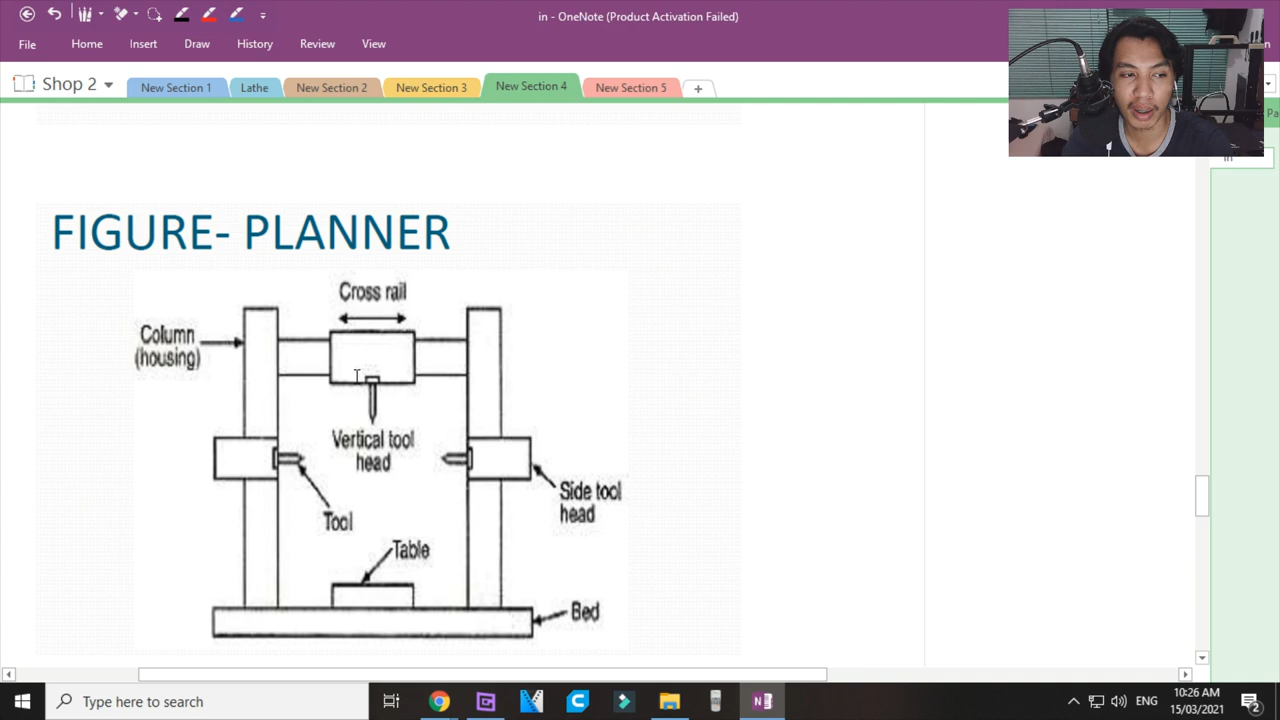 in - OneNote (Product Activation Failed)
File
Home
Insert
Draw
History
Review
View
Shop 2
New Section 1
Lathe
New Section 2
New Section 3
New Section 4
New Section 5
FIGURE- PLANNER
Cross rail
Column
(housing)
Vertical tool
head
Side tool
head
Tool
Table
Bed
Type here to search
ENG
10:26 AM
15/03/2021
2